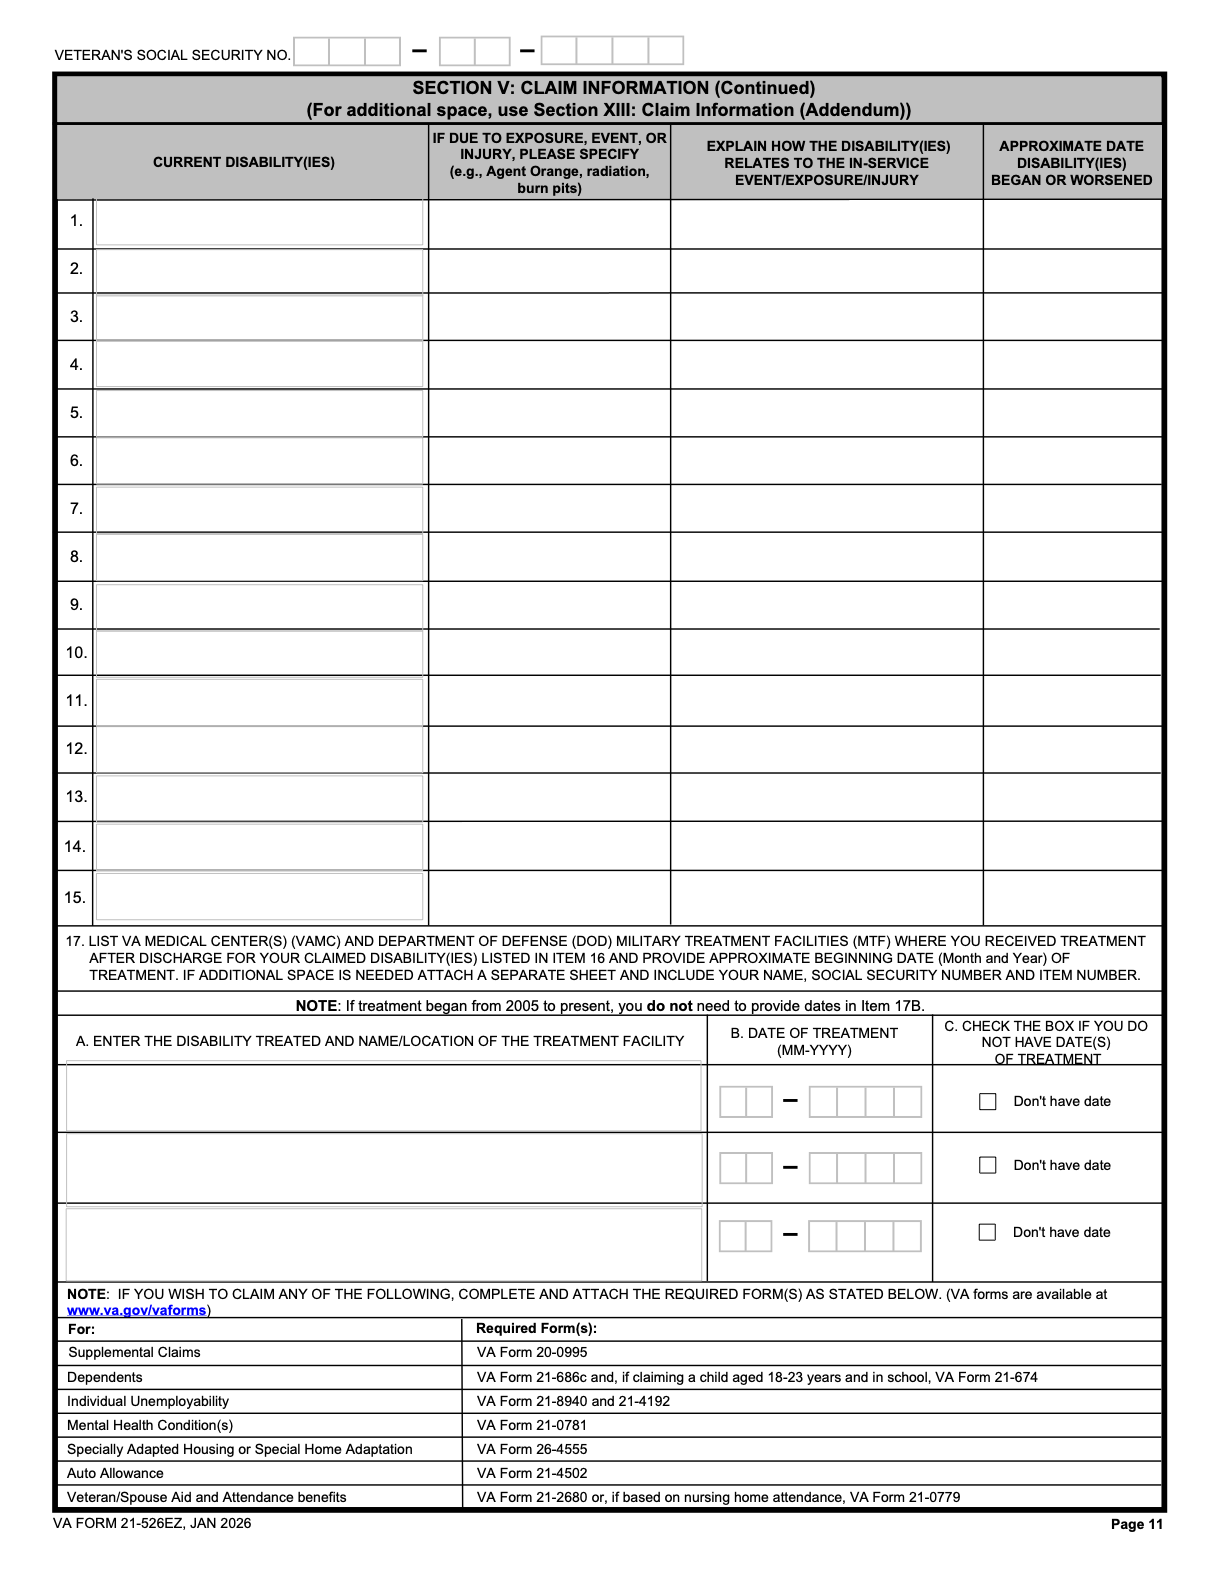 VETERAN'S SOCIAL SECURITY NO. – –
SECTION V: CLAIM INFORMATION (Continued)
(For additional space, use Section XIII: Claim Information (Addendum))
CURRENT DISABILITY(IES)
IF DUE TO EXPOSURE, EVENT, OR
INJURY, PLEASE SPECIFY
(e.g., Agent Orange, radiation,
burn pits)
EXPLAIN HOW THE DISABILITY(IES)
RELATES TO THE IN-SERVICE
EVENT/EXPOSURE/INJURY
APPROXIMATE DATE
DISABILITY(IES)
BEGAN OR WORSENED
1.
2.
3.
4.
5.
6.
7.
8.
9.
10.
11.
12.
13.
14.
15.
17. LIST VA MEDICAL CENTER(S) (VAMC) AND DEPARTMENT OF DEFENSE (DOD) MILITARY TREATMENT FACILITIES (MTF) WHERE YOU RECEIVED TREATMENT
AFTER DISCHARGE FOR YOUR CLAIMED DISABILITY(IES) LISTED IN ITEM 16 AND PROVIDE APPROXIMATE BEGINNING DATE (Month and Year) OF
TREATMENT. IF ADDITIONAL SPACE IS NEEDED ATTACH A SEPARATE SHEET AND INCLUDE YOUR NAME, SOCIAL SECURITY NUMBER AND ITEM NUMBER.
NOTE: If treatment began from 2005 to present, you do not need to provide dates in Item 17B.
A. ENTER THE DISABILITY TREATED AND NAME/LOCATION OF THE TREATMENT FACILITY
B. DATE OF TREATMENT
(MM-YYYY)
C. CHECK THE BOX IF YOU DO
NOT HAVE DATE(S)
OF TREATMENT
– Don't have date
– Don't have date
– Don't have date
NOTE: IF YOU WISH TO CLAIM ANY OF THE FOLLOWING, COMPLETE AND ATTACH THE REQUIRED FORM(S) AS STATED BELOW. (VA forms are available at
www.va.gov/vaforms)
For: Required Form(s):
Supplemental Claims VA Form 20-0995
Dependents VA Form 21-686c and, if claiming a child aged 18-23 years and in school, VA Form 21-674
Individual Unemployability VA Form 21-8940 and 21-4192
Mental Health Condition(s) VA Form 21-0781
Specially Adapted Housing or Special Home Adaptation VA Form 26-4555
Auto Allowance VA Form 21-4502
Veteran/Spouse Aid and Attendance benefits VA Form 21-2680 or, if based on nursing home attendance, VA Form 21-0779
VA FORM 21-526EZ, JAN 2026 Page 11